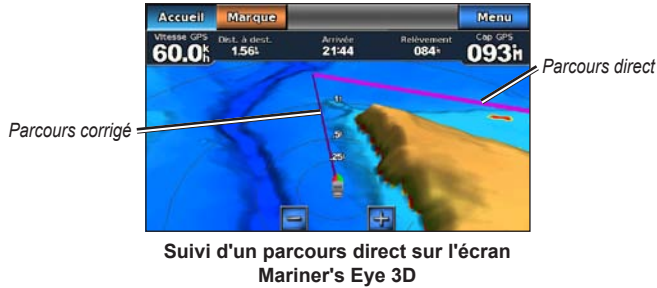 Accueil Marque Menu
Vitesse GPS Dist. à dest. Arrivée Relèvement Cap GPS
60.0 k/h 1.56 21:44 084 093
Parcours direct
Parcours corrigé
.5
.25
Suivi d'un parcours direct sur l'écran
Mariner's Eye 3D